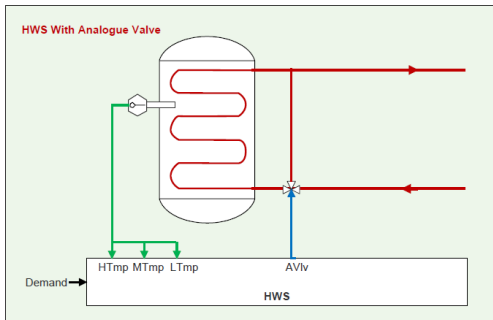 HWS With Analogue Valve
HTmp MTmp LTmp AVlv
Demand
HWS